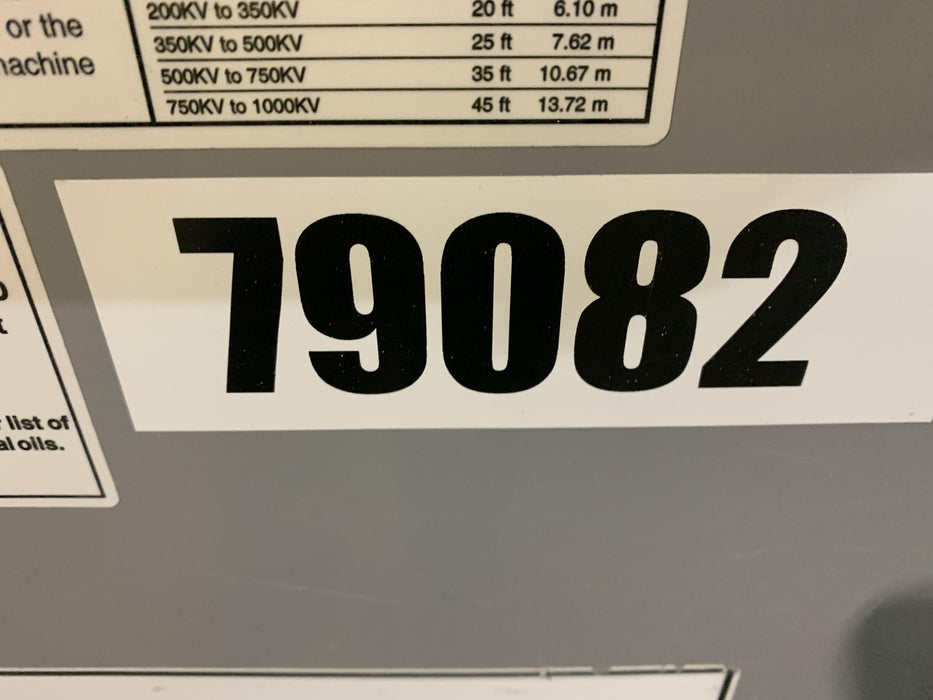 or the
machine
200KV to 350KV 20 ft 6.10 m
350KV to 500KV 25 ft 7.62 m
500KV to 750KV 35 ft 10.67 m
750KV to 1000KV 45 ft 13.72 m
79082
list of
oils.